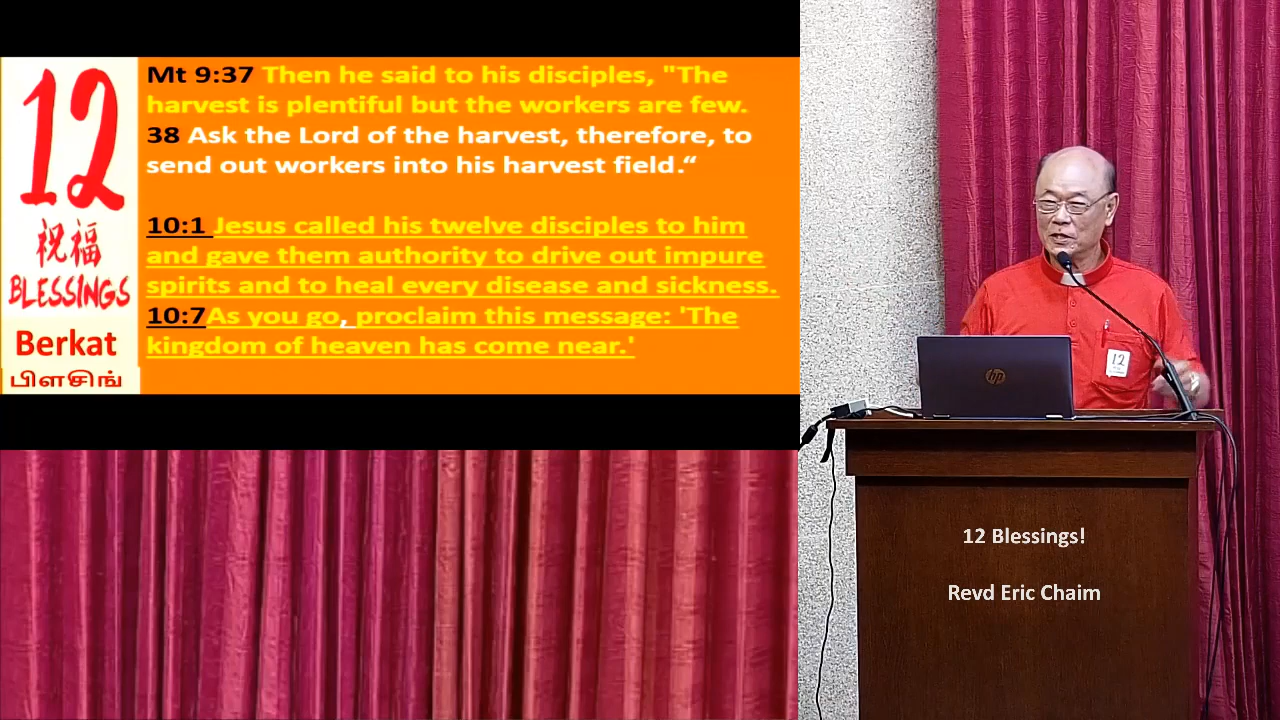 12
祝福
BLESSINGS
Berkat
பிளசிங்
Mt 9:37 Then he said to his disciples, "The
harvest is plentiful but the workers are few.
38 Ask the Lord of the harvest, therefore, to
send out workers into his harvest field.“
10:1 Jesus called his twelve disciples to him
and gave them authority to drive out impure
spirits and to heal every disease and sickness.
10:7As you go, proclaim this message: 'The
kingdom of heaven has come near.'
hp
12
12 Blessings!
Revd Eric Chaim